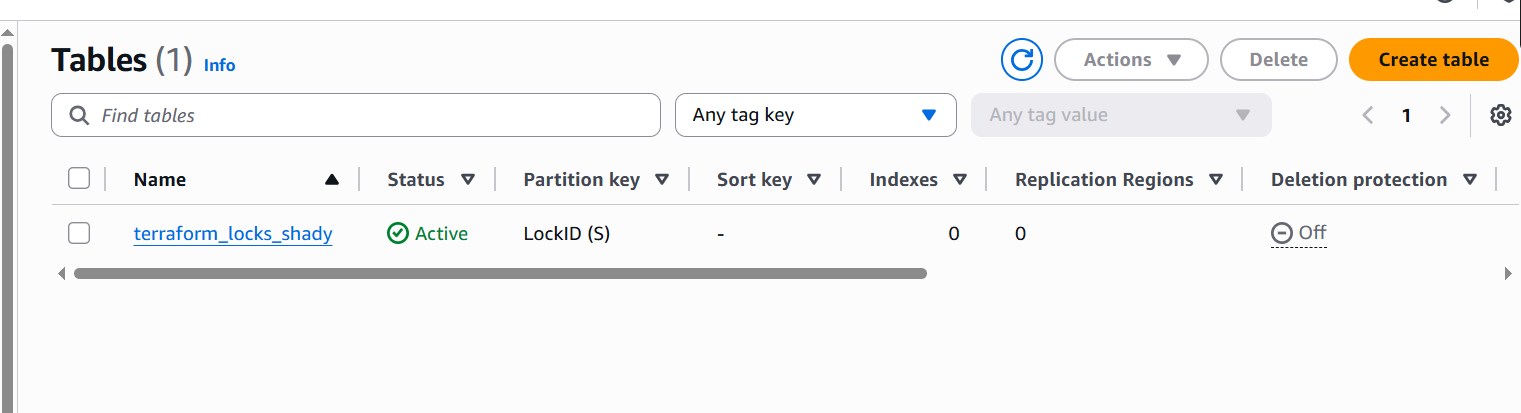 Tables (1) Info
Actions Delete Create table
Find tables Any tag key Any tag value 1
Name Status Partition key Sort key Indexes Replication Regions Deletion protection
terraform_locks_shady Active LockID (S) - 0 0 Off